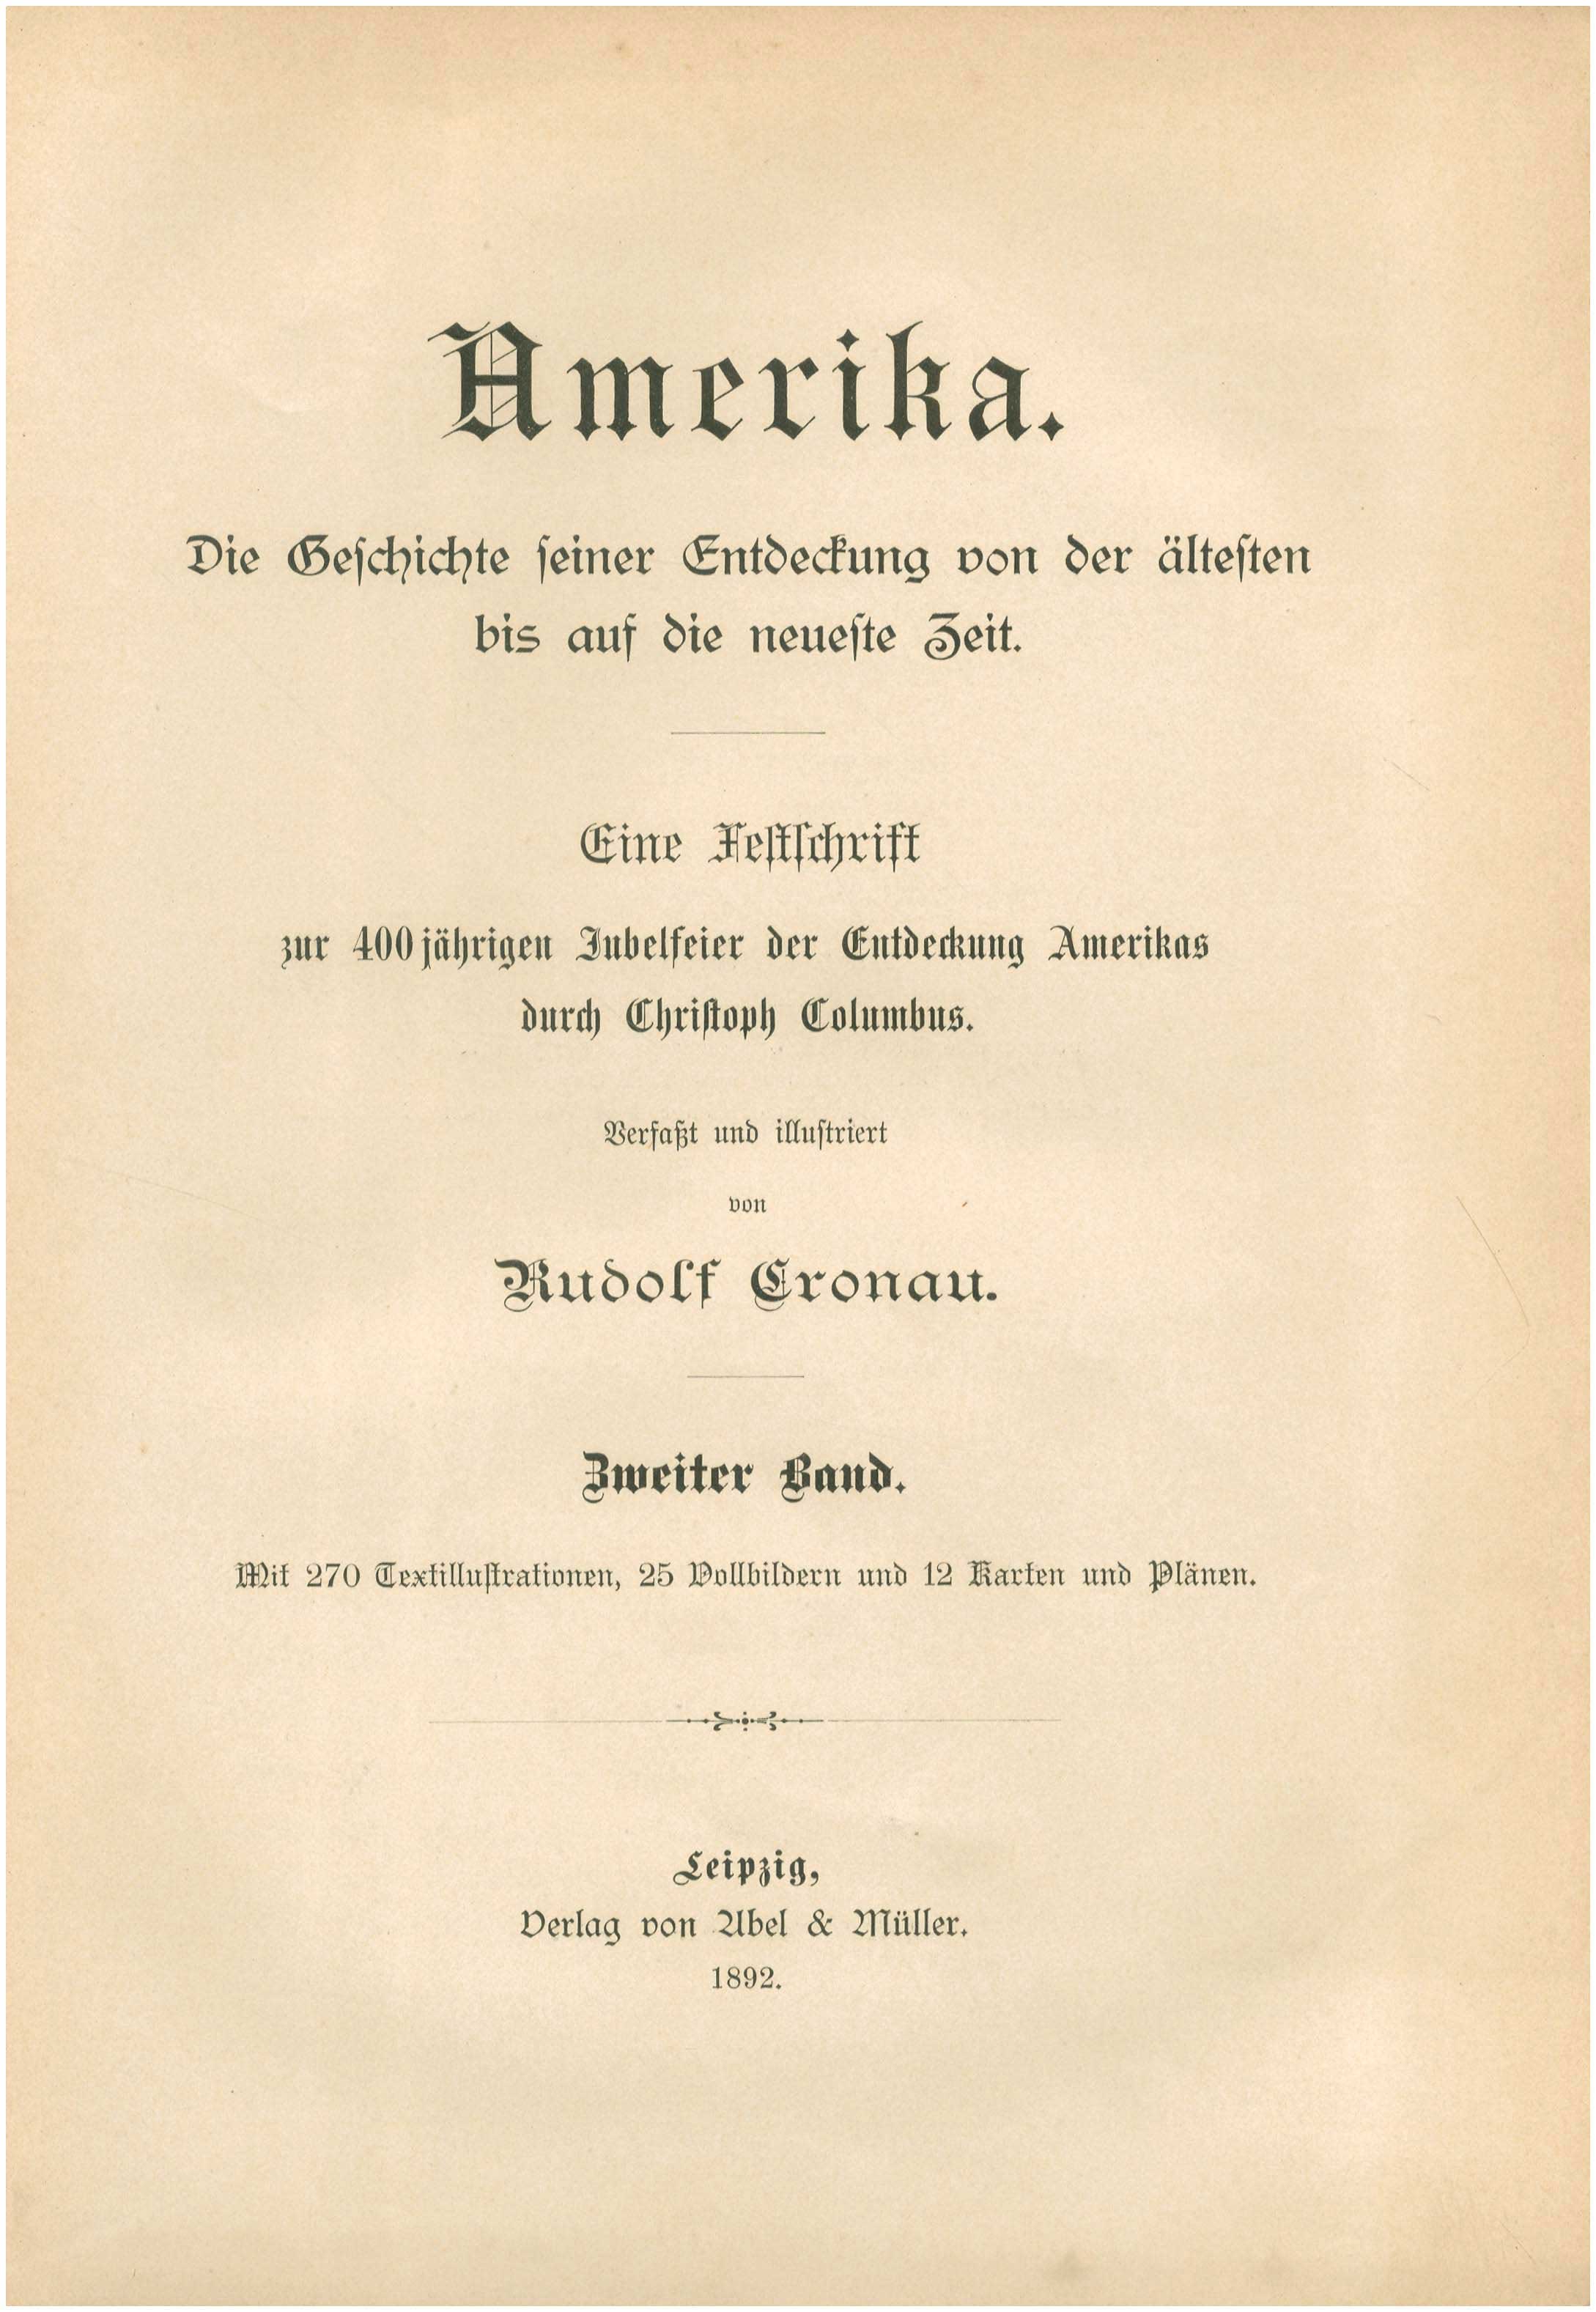 Amerika.
Die Geschichte seiner Entdeckung von der ältesten
bis auf die neueste Zeit.
Eine Festschrift
zur 400jährigen Jubelfeier der Entdeckung Amerikas
durch Christoph Columbus.
Verfaßt und illustriert
von
Rudolf Cronau.
Zweiter Band.
Mit 270 Textillustrationen, 25 Vollbildern und 12 Karten und Plänen.
Leipzig,
Verlag von Abel & Müller.
1892.